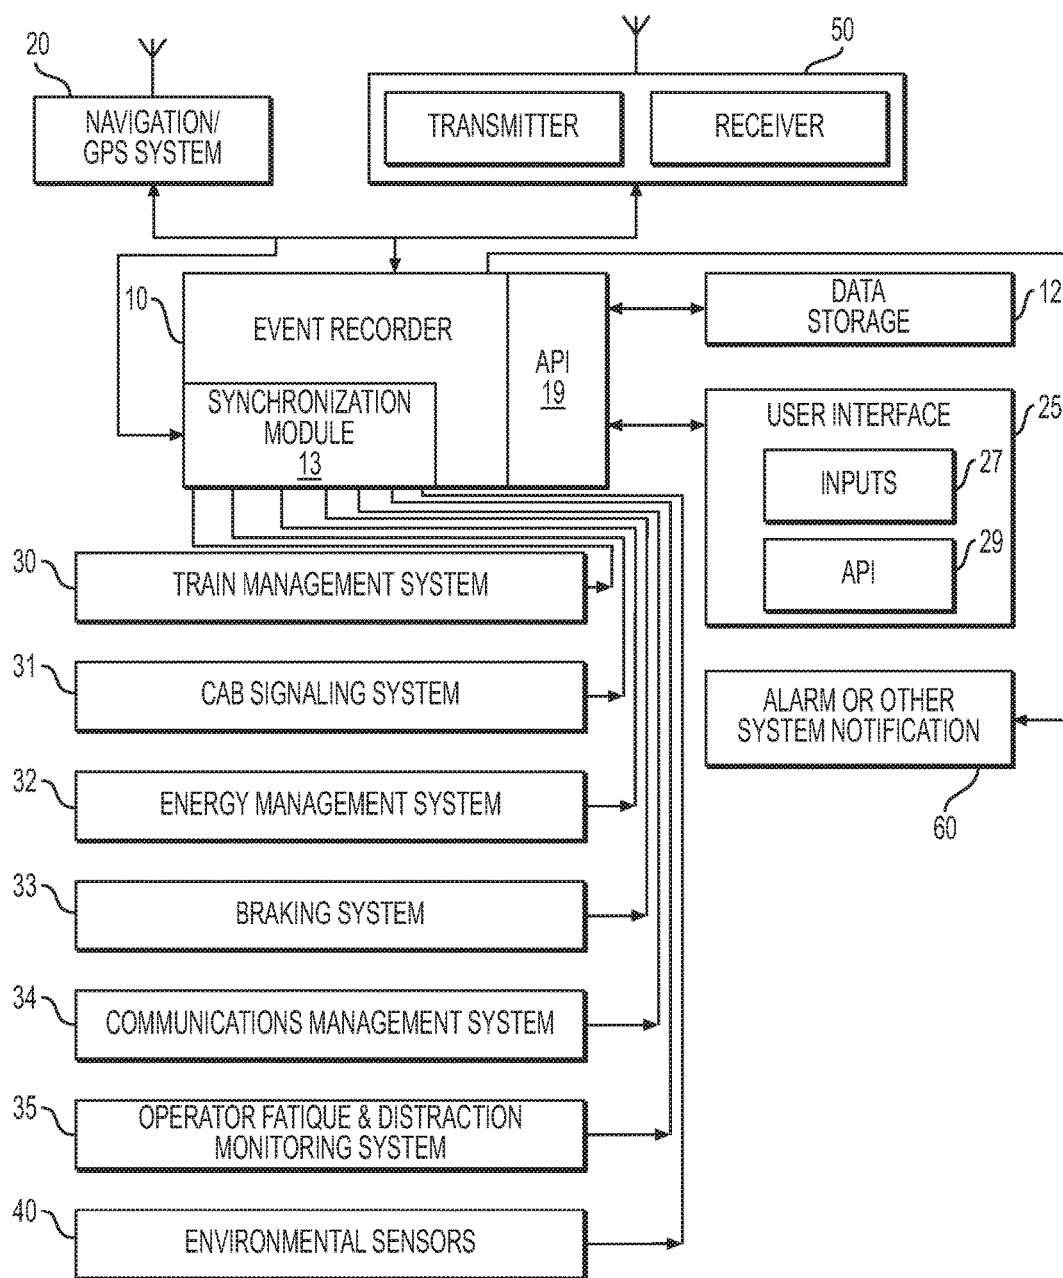 20
NAVIGATION/
GPS SYSTEM
50
TRANSMITTER
RECEIVER
10
EVENT RECORDER
SYNCHRONIZATION
MODULE
13
API
19
DATA
STORAGE
12
USER INTERFACE
25
INPUTS
27
API
29
30
TRAIN MANAGEMENT SYSTEM
31
CAB SIGNALING SYSTEM
ALARM OR OTHER
SYSTEM NOTIFICATION
60
32
ENERGY MANAGEMENT SYSTEM
33
BRAKING SYSTEM
34
COMMUNICATIONS MANAGEMENT SYSTEM
35
OPERATOR FATIQUE & DISTRACTION
MONITORING SYSTEM
40
ENVIRONMENTAL SENSORS